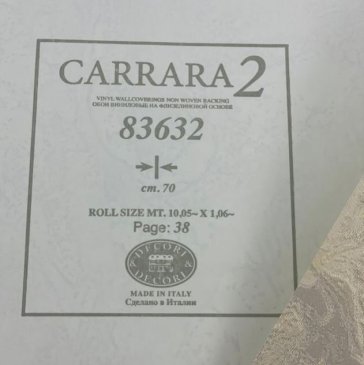 CARRARA 2
VINYL WALLCOVERINGS NON WOVEN BACKING
ОБОИ ВИНИЛОВЫЕ НА ФЛИЗЕЛИНОВОЙ ОСНОВЕ
83632
cm. 70
ROLL SIZE MT. 10,05~ X 1,06~
Page: 38
DECORI
DECORI
MADE IN ITALY
Сделано в Италии